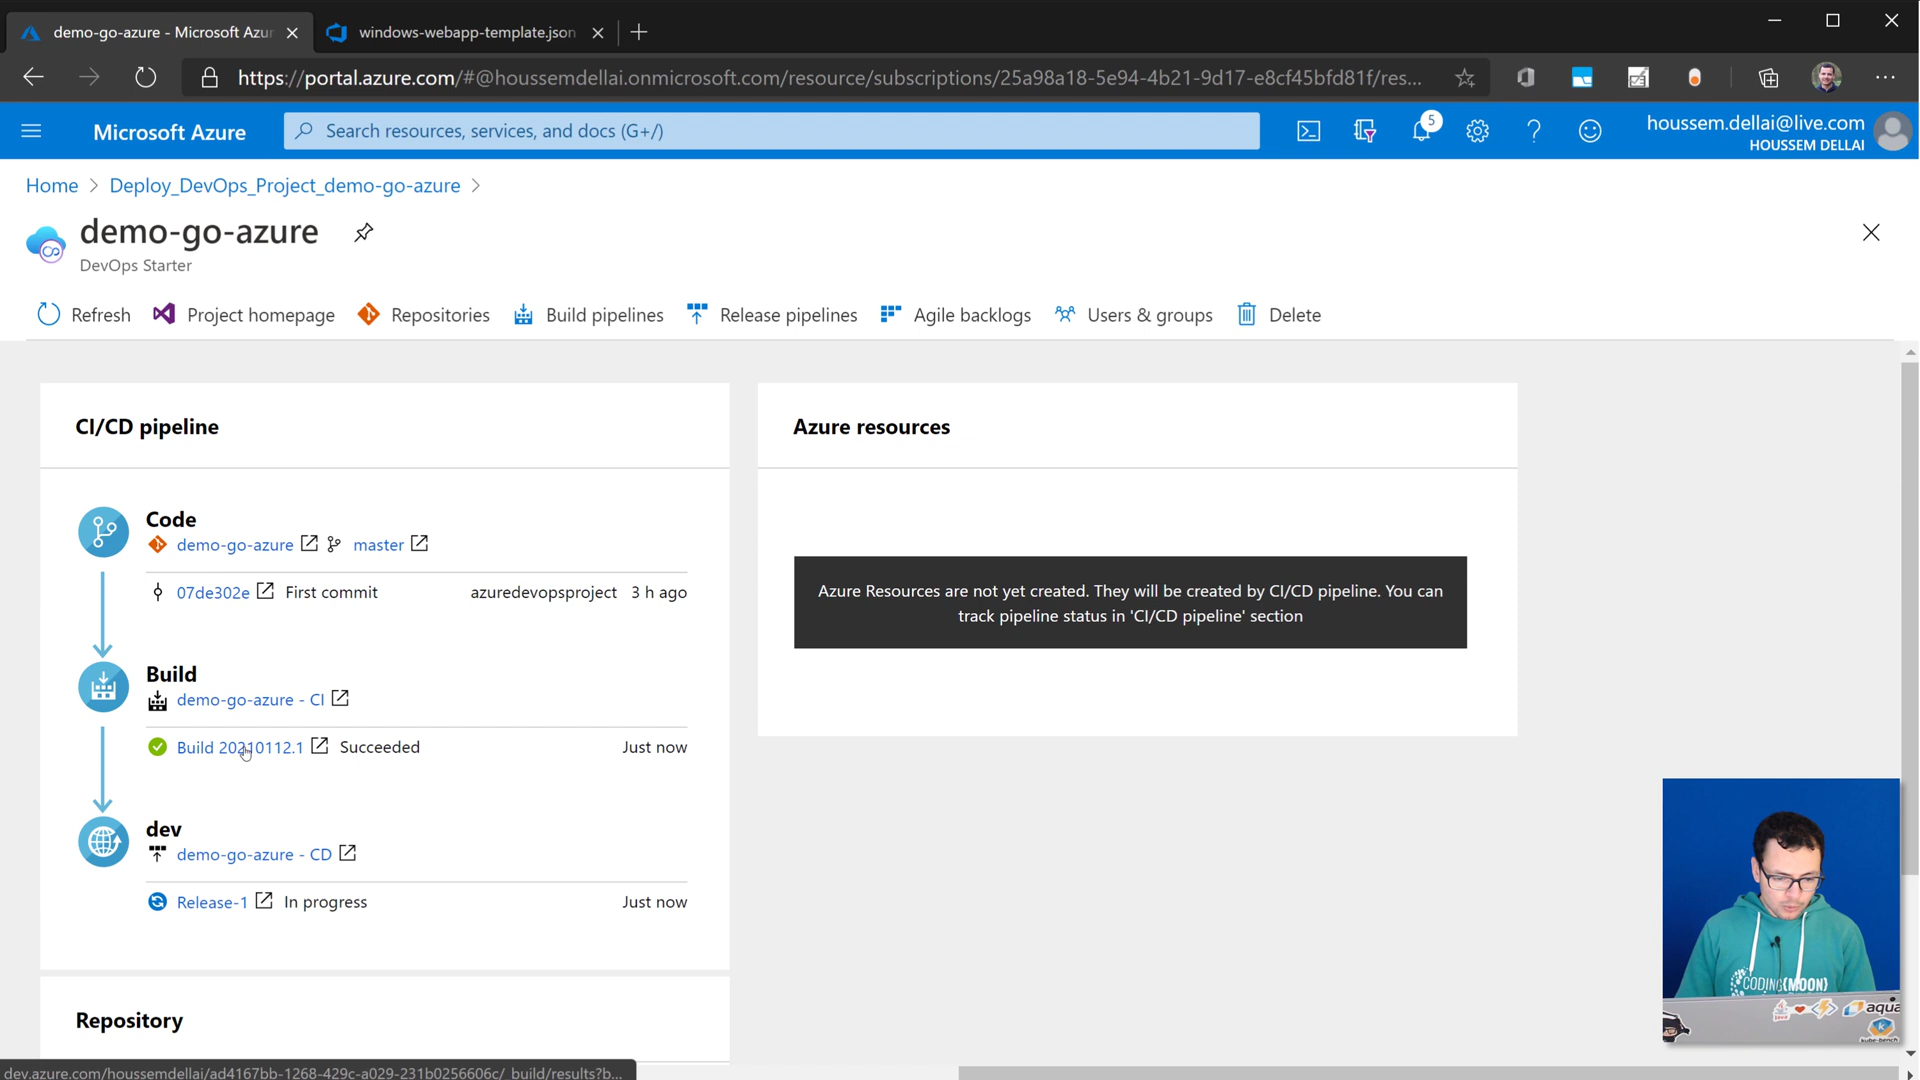 demo-go-azure - Microsoft Azur
windows-webapp-template.json
https://portal.azure.com/#@houssemdellai.onmicrosoft.com/resource/subscriptions/25a98a18-5e94-4b21-9d17-e8cf45bfd81f/res...
Microsoft Azure
Search resources, services, and docs (G+/)
5
houssem.dellai@live.com
HOUSSEM DELLAI
Home > Deploy_DevOps_Project_demo-go-azure >
demo-go-azure
DevOps Starter
Refresh
Project homepage
Repositories
Build pipelines
Release pipelines
Agile backlogs
Users & groups
Delete
CI/CD pipeline
Code
demo-go-azure
master
07de302e
First commit
azuredevopsproject
3 h ago
Build
demo-go-azure - CI
Build 20210112.1
Succeeded
Just now
dev
demo-go-azure - CD
Release-1
In progress
Just now
Repository
Azure resources
Azure Resources are not yet created. They will be created by CI/CD pipeline. You can
track pipeline status in 'CI/CD pipeline' section
CODING{MOON}
aqua
kube-bench
dev.azure.com/houssemdellai/ad4167bb-1268-429c-a029-231b0256606c/_build/results?b...